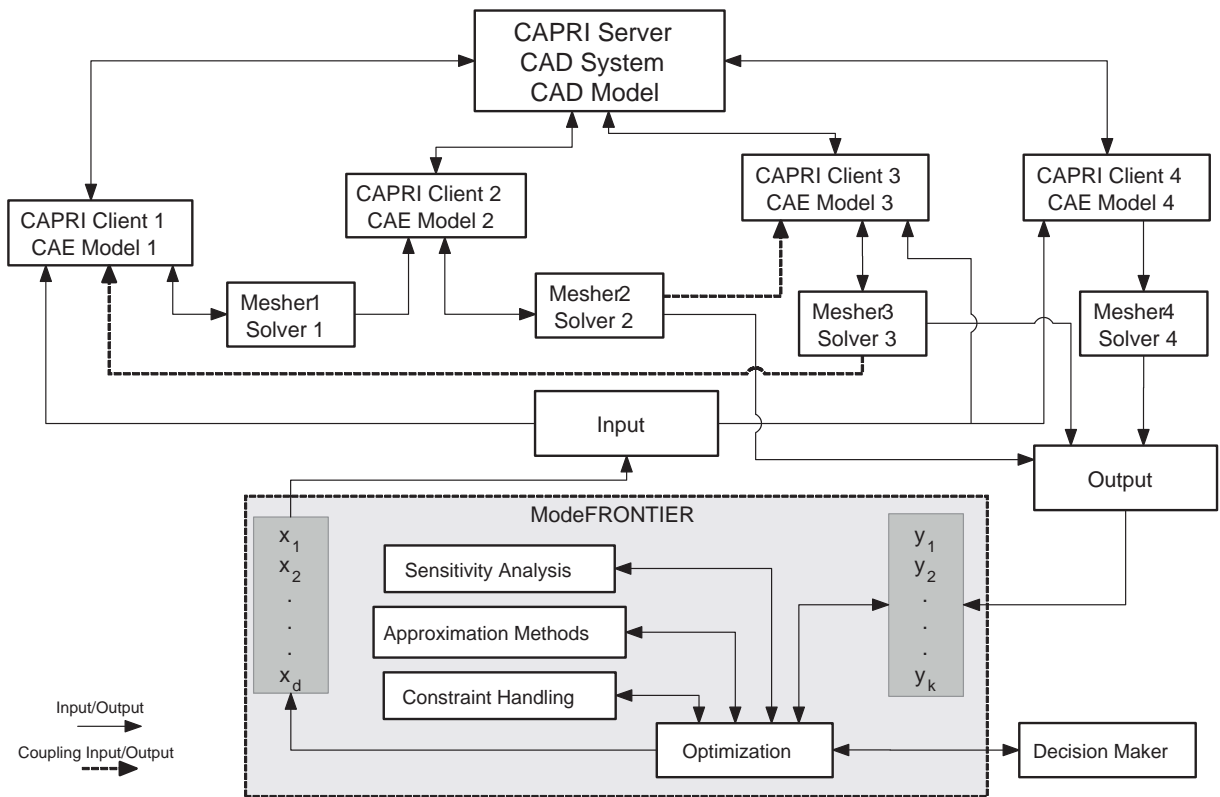 CAPRI Server
CAD System
CAD Model
CAPRI Client 1
CAE Model 1
CAPRI Client 2
CAE Model 2
CAPRI Client 3
CAE Model 3
CAPRI Client 4
CAE Model 4
Mesher1
Solver 1
Mesher2
Solver 2
Mesher3
Solver 3
Mesher4
Solver 4
Input
Output
ModeFRONTIER
x1
x2
.
.
.
xd
Sensitivity Analysis
Approximation Methods
Constraint Handling
Optimization
y1
y2
.
.
.
yk
Decision Maker
Input/Output
Coupling Input/Output